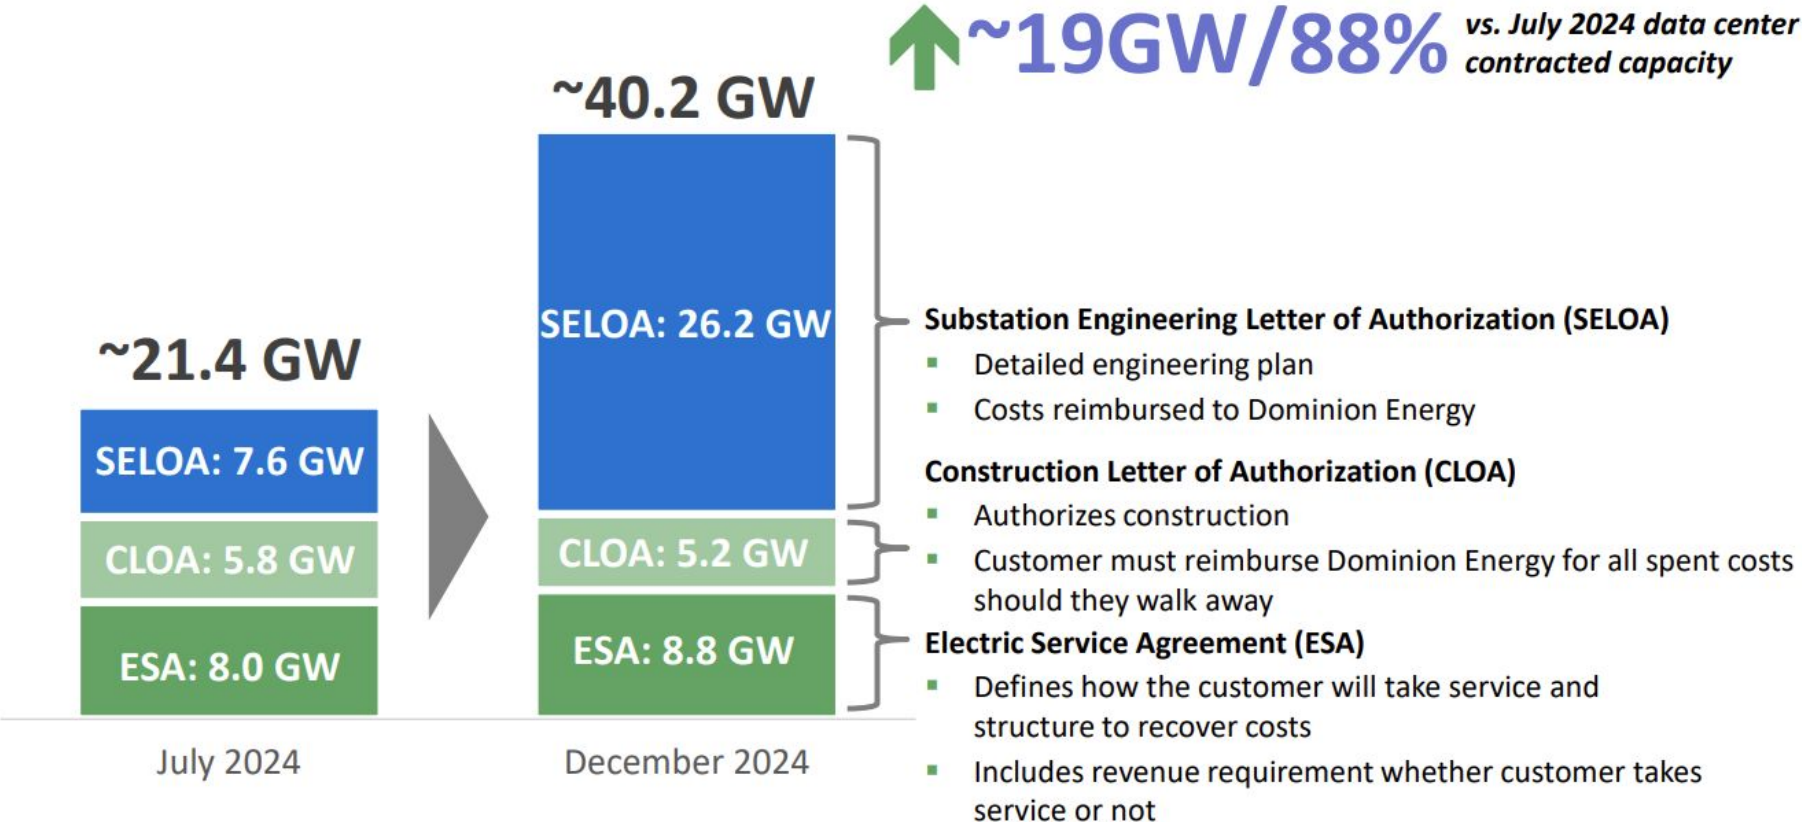 ~19GW/88%
vs. July 2024 data center
contracted capacity
~21.4 GW
SELOA: 7.6 GW
CLOA: 5.8 GW
ESA: 8.0 GW
July 2024
~40.2 GW
SELOA: 26.2 GW
CLOA: 5.2 GW
ESA: 8.8 GW
December 2024
Substation Engineering Letter of Authorization (SELOA)
▪ Detailed engineering plan
▪ Costs reimbursed to Dominion Energy
Construction Letter of Authorization (CLOA)
▪ Authorizes construction
▪ Customer must reimburse Dominion Energy for all spent costs
should they walk away
Electric Service Agreement (ESA)
▪ Defines how the customer will take service and
structure to recover costs
▪ Includes revenue requirement whether customer takes
service or not